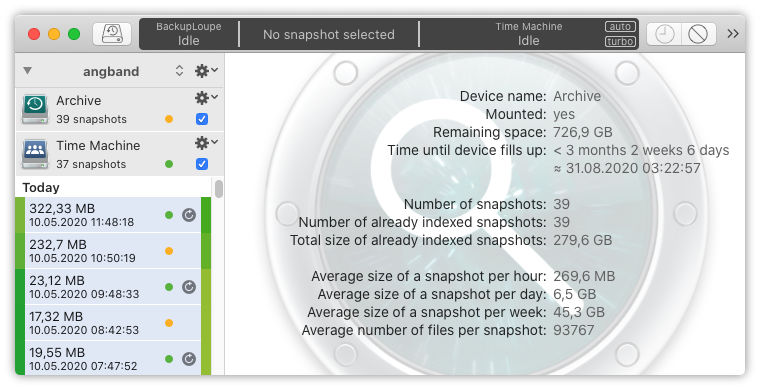 BackupLoupe
Idle
No snapshot selected
Time Machine
Idle
auto
turbo
angband
Archive
39 snapshots
Time Machine
37 snapshots
Today
322,33 MB
10.05.2020 11:48:18
232,7 MB
10.05.2020 10:50:19
23,12 MB
10.05.2020 09:48:33
17,32 MB
10.05.2020 08:42:53
19,55 MB
10.05.2020 07:47:52
Device name: Archive
Mounted: yes
Remaining space: 726,9 GB
Time until device fills up: < 3 months 2 weeks 6 days
≈ 31.08.2020 03:22:57
Number of snapshots: 39
Number of already indexed snapshots: 39
Total size of already indexed snapshots: 279,6 GB
Average size of a snapshot per hour: 269,6 MB
Average size of a snapshot per day: 6,5 GB
Average size of a snapshot per week: 45,3 GB
Average number of files per snapshot: 93767